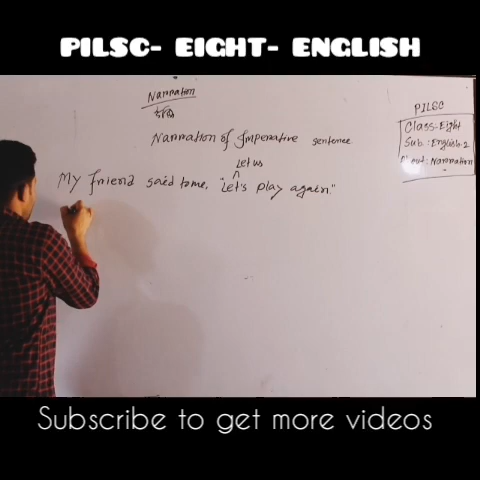 PILSC- EIGHT- ENGLISH
Narration
PILSC
Class-Eight
Sub.: English-2
Narration
Narration of Imperative sentence
Let us
My friend said to me, "Let's play again."
Subscribe to get more videos